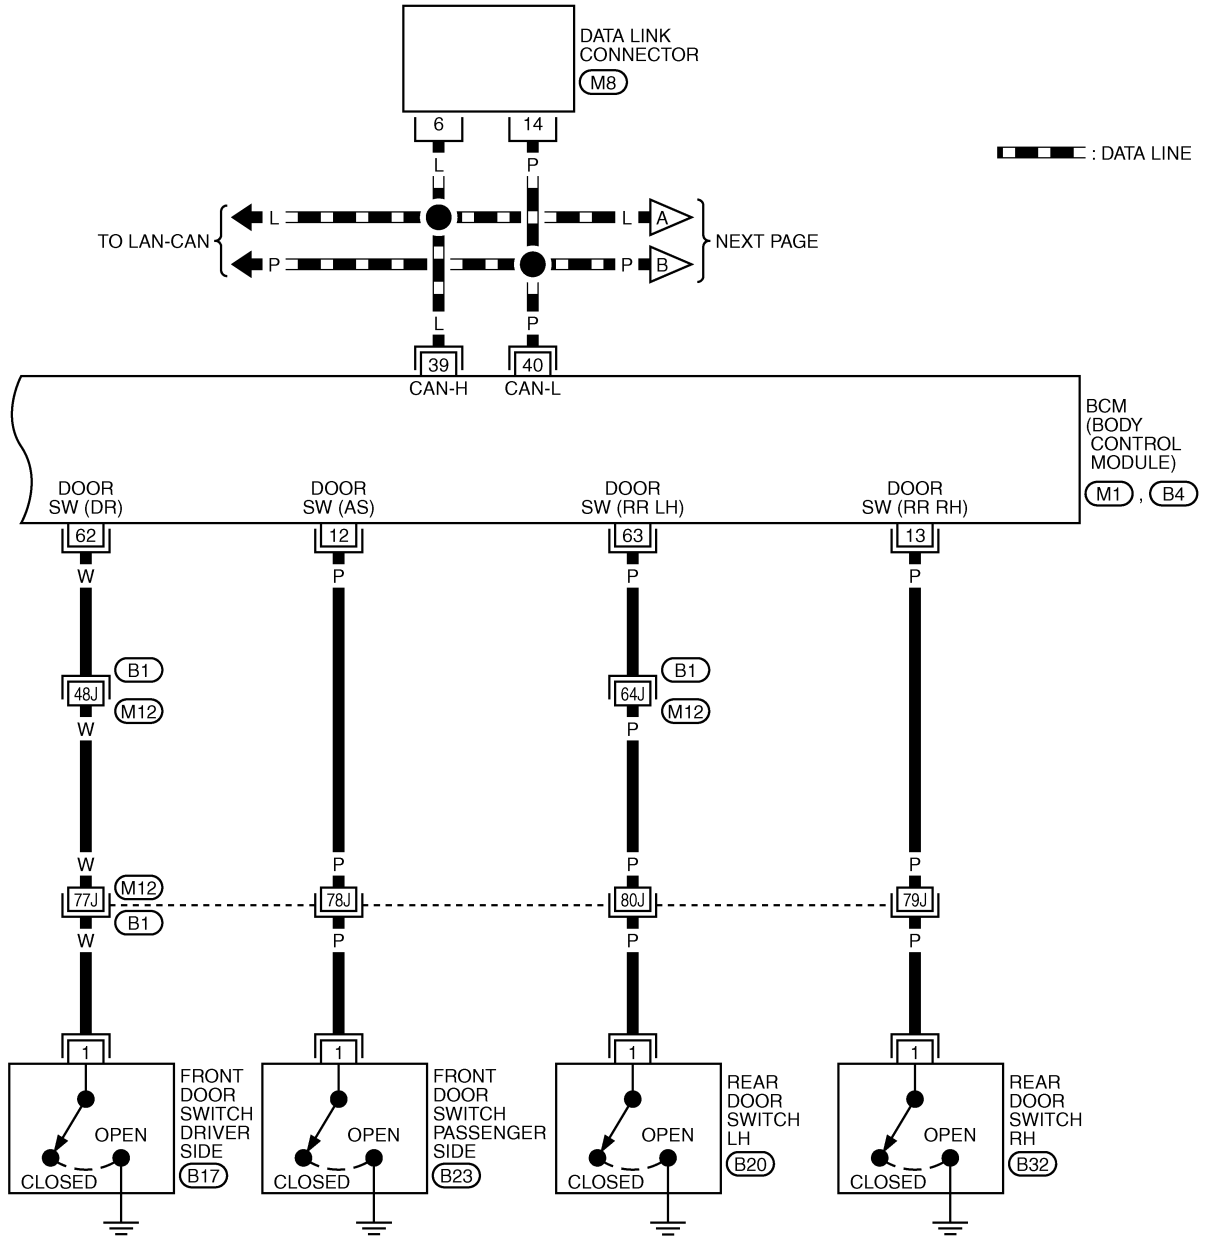 DATA LINK
CONNECTOR
M8
6
14
L
P
: DATA LINE
TO LAN-CAN
L
L
A
NEXT PAGE
P
P
B
L
P
39
40
CAN-H
CAN-L
BCM
(BODY
CONTROL
MODULE)
M1 , B4
DOOR
SW (DR)
DOOR
SW (AS)
DOOR
SW (RR LH)
DOOR
SW (RR RH)
62
12
63
13
W
P
P
P
B1
B1
48J
64J
M12
M12
W
P
W
P
P
P
M12
77J
78J
80J
79J
B1
W
P
P
P
1
1
1
1
FRONT
DOOR
SWITCH
DRIVER
SIDE
B17
OPEN
CLOSED
FRONT
DOOR
SWITCH
PASSENGER
SIDE
B23
OPEN
CLOSED
REAR
DOOR
SWITCH
LH
B20
OPEN
CLOSED
REAR
DOOR
SWITCH
RH
B32
OPEN
CLOSED